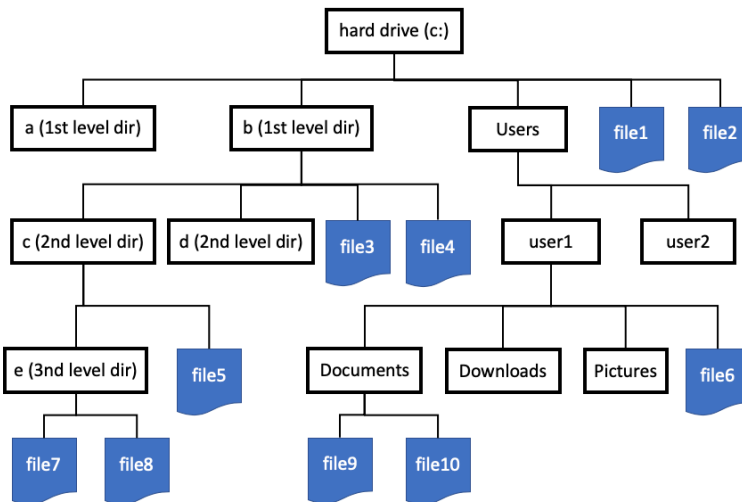 hard drive (c:)
a (1st level dir)
b (1st level dir)
Users
file1
file2
c (2nd level dir)
d (2nd level dir)
file3
file4
user1
user2
e (3nd level dir)
file5
Documents
Downloads
Pictures
file6
file7
file8
file9
file10